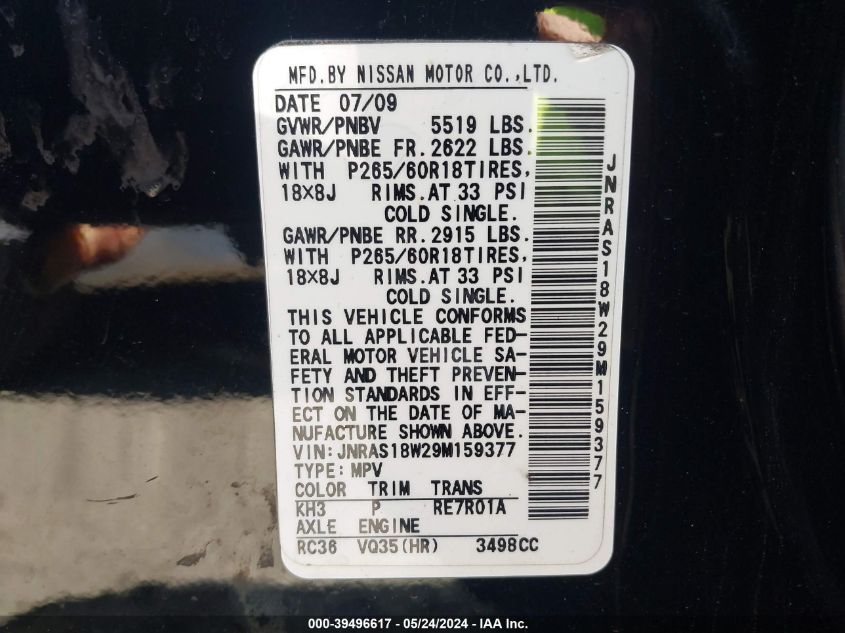 MFD.BY NISSAN MOTOR CO.,LTD.
DATE 07/09
GVWR/PNBV 5519 LBS.
GAWR/PNBE FR. 2622 LBS.
WITH P265/60R18TIRES,
18×8J RIMS.AT 33 PSI
COLD SINGLE.
GAWR/PNBE RR. 2915 LBS.
WITH P265/60R18TIRES,
18×8J RIMS.AT 33 PSI
COLD SINGLE.
THIS VEHICLE CONFORMS
TO ALL APPLICABLE FED-
ERAL MOTOR VEHICLE SA-
FETY AND THEFT PREVEN-
TION STANDARDS IN EFF-
ECT ON THE DATE OF MA-
NUFACTURE SHOWN ABOVE.
VIN:JNRAS18W29M159377
TYPE:MPV
COLOR TRIM TRANS
KH3 P RE7R01A
AXLE ENGINE
RC36 VQ35(HR) 3498CC
JNRAS18W29M159377
000-39496617 - 05/24/2024 - IAA Inc.